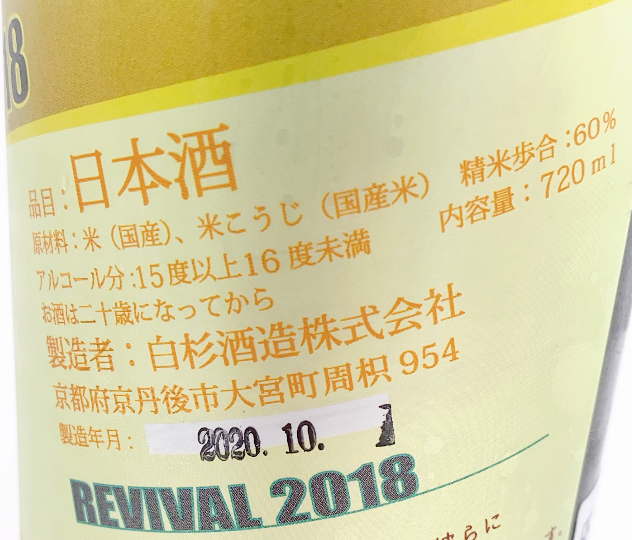 18
品目：日本酒
原材料：米（国産）、米こうじ（国産米）　精米歩合：60%
アルコール分：15度以上16度未満　内容量：720ml
お酒は二十歳になってから
製造者：白杉酒造株式会社
京都府京丹後市大宮町周枳954
製造年月：2020.10.
REVIVAL 2018
らに
す。